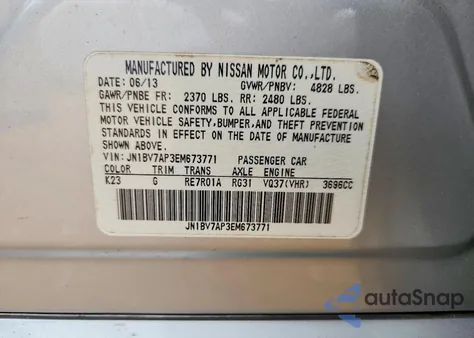 MANUFACTURED BY NISSAN MOTOR CO.,LTD.
DATE: 06/13 GVWR/PNBV: 4828 LBS.
GAWR/PNBE FR: 2370 LBS. RR: 2480 LBS.
THIS VEHICLE CONFORMS TO ALL APPLICABLE FEDERAL
MOTOR VEHICLE SAFETY, BUMPER, AND THEFT PREVENTION
STANDARDS IN EFFECT ON THE DATE OF MANUFACTURE
SHOWN ABOVE.
VIN: JN1BV7AP3EM673771 PASSENGER CAR
COLOR TRIM TRANS AXLE ENGINE
K23 G RE7R01A RG31 VQ37(VHR) 3696CC
JN1BV7AP3EM673771
autoSnap